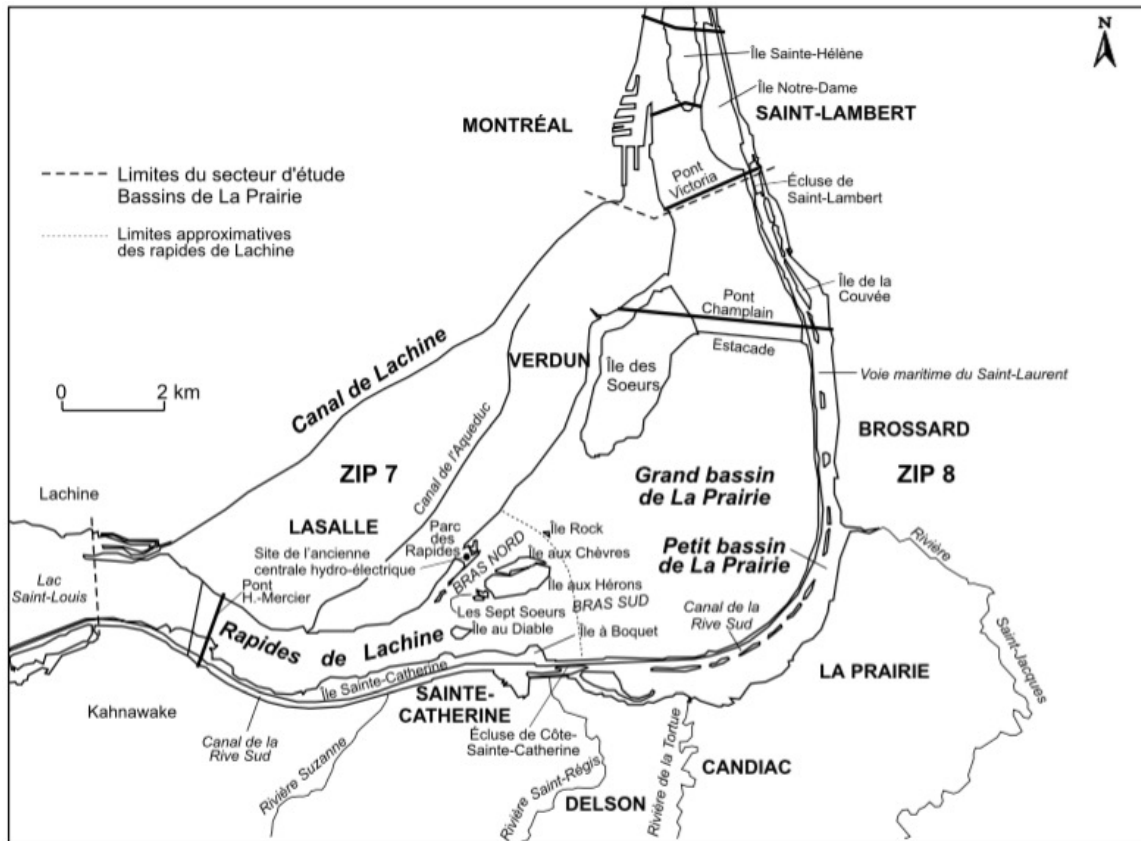 N
Île Sainte-Hélène
Île Notre-Dame
SAINT-LAMBERT
MONTRÉAL
Limites du secteur d'étude
Bassins de La Prairie
Pont
Victoria
Écluse de
Saint-Lambert
Limites approximatives
des rapides de Lachine
Île de la
Couvée
Pont
Champlain
Estacade
Canal de Lachine
VERDUN
Île des
Soeurs
Voie maritime du Saint-Laurent
0 2 km
BROSSARD
Canal de l'Aqueduc
ZIP 7
Grand bassin
de La Prairie
ZIP 8
Lachine
LASALLE
Parc
des
Rapides
Île Rock
Rivière
Saint-Jacques
Site de l'ancienne
centrale hydro-électrique
BRAS NORD
Île aux Chèvres
Petit bassin
de La Prairie
Lac
Saint-Louis
Pont
H.-Mercier
Île aux Hérons
BRAS SUD
Les Sept Soeurs
Île au Diable
Île à Boquet
Canal de la
Rive Sud
Rapides de Lachine
Île Sainte-Catherine
LA PRAIRIE
SAINTE-
CATHERINE
Kahnawake
Canal de la
Rive Sud
Écluse de Côte-
Sainte-Catherine
Rivière Suzanne
Rivière Saint-Régis
Rivière de la Tortue
CANDIAC
DELSON